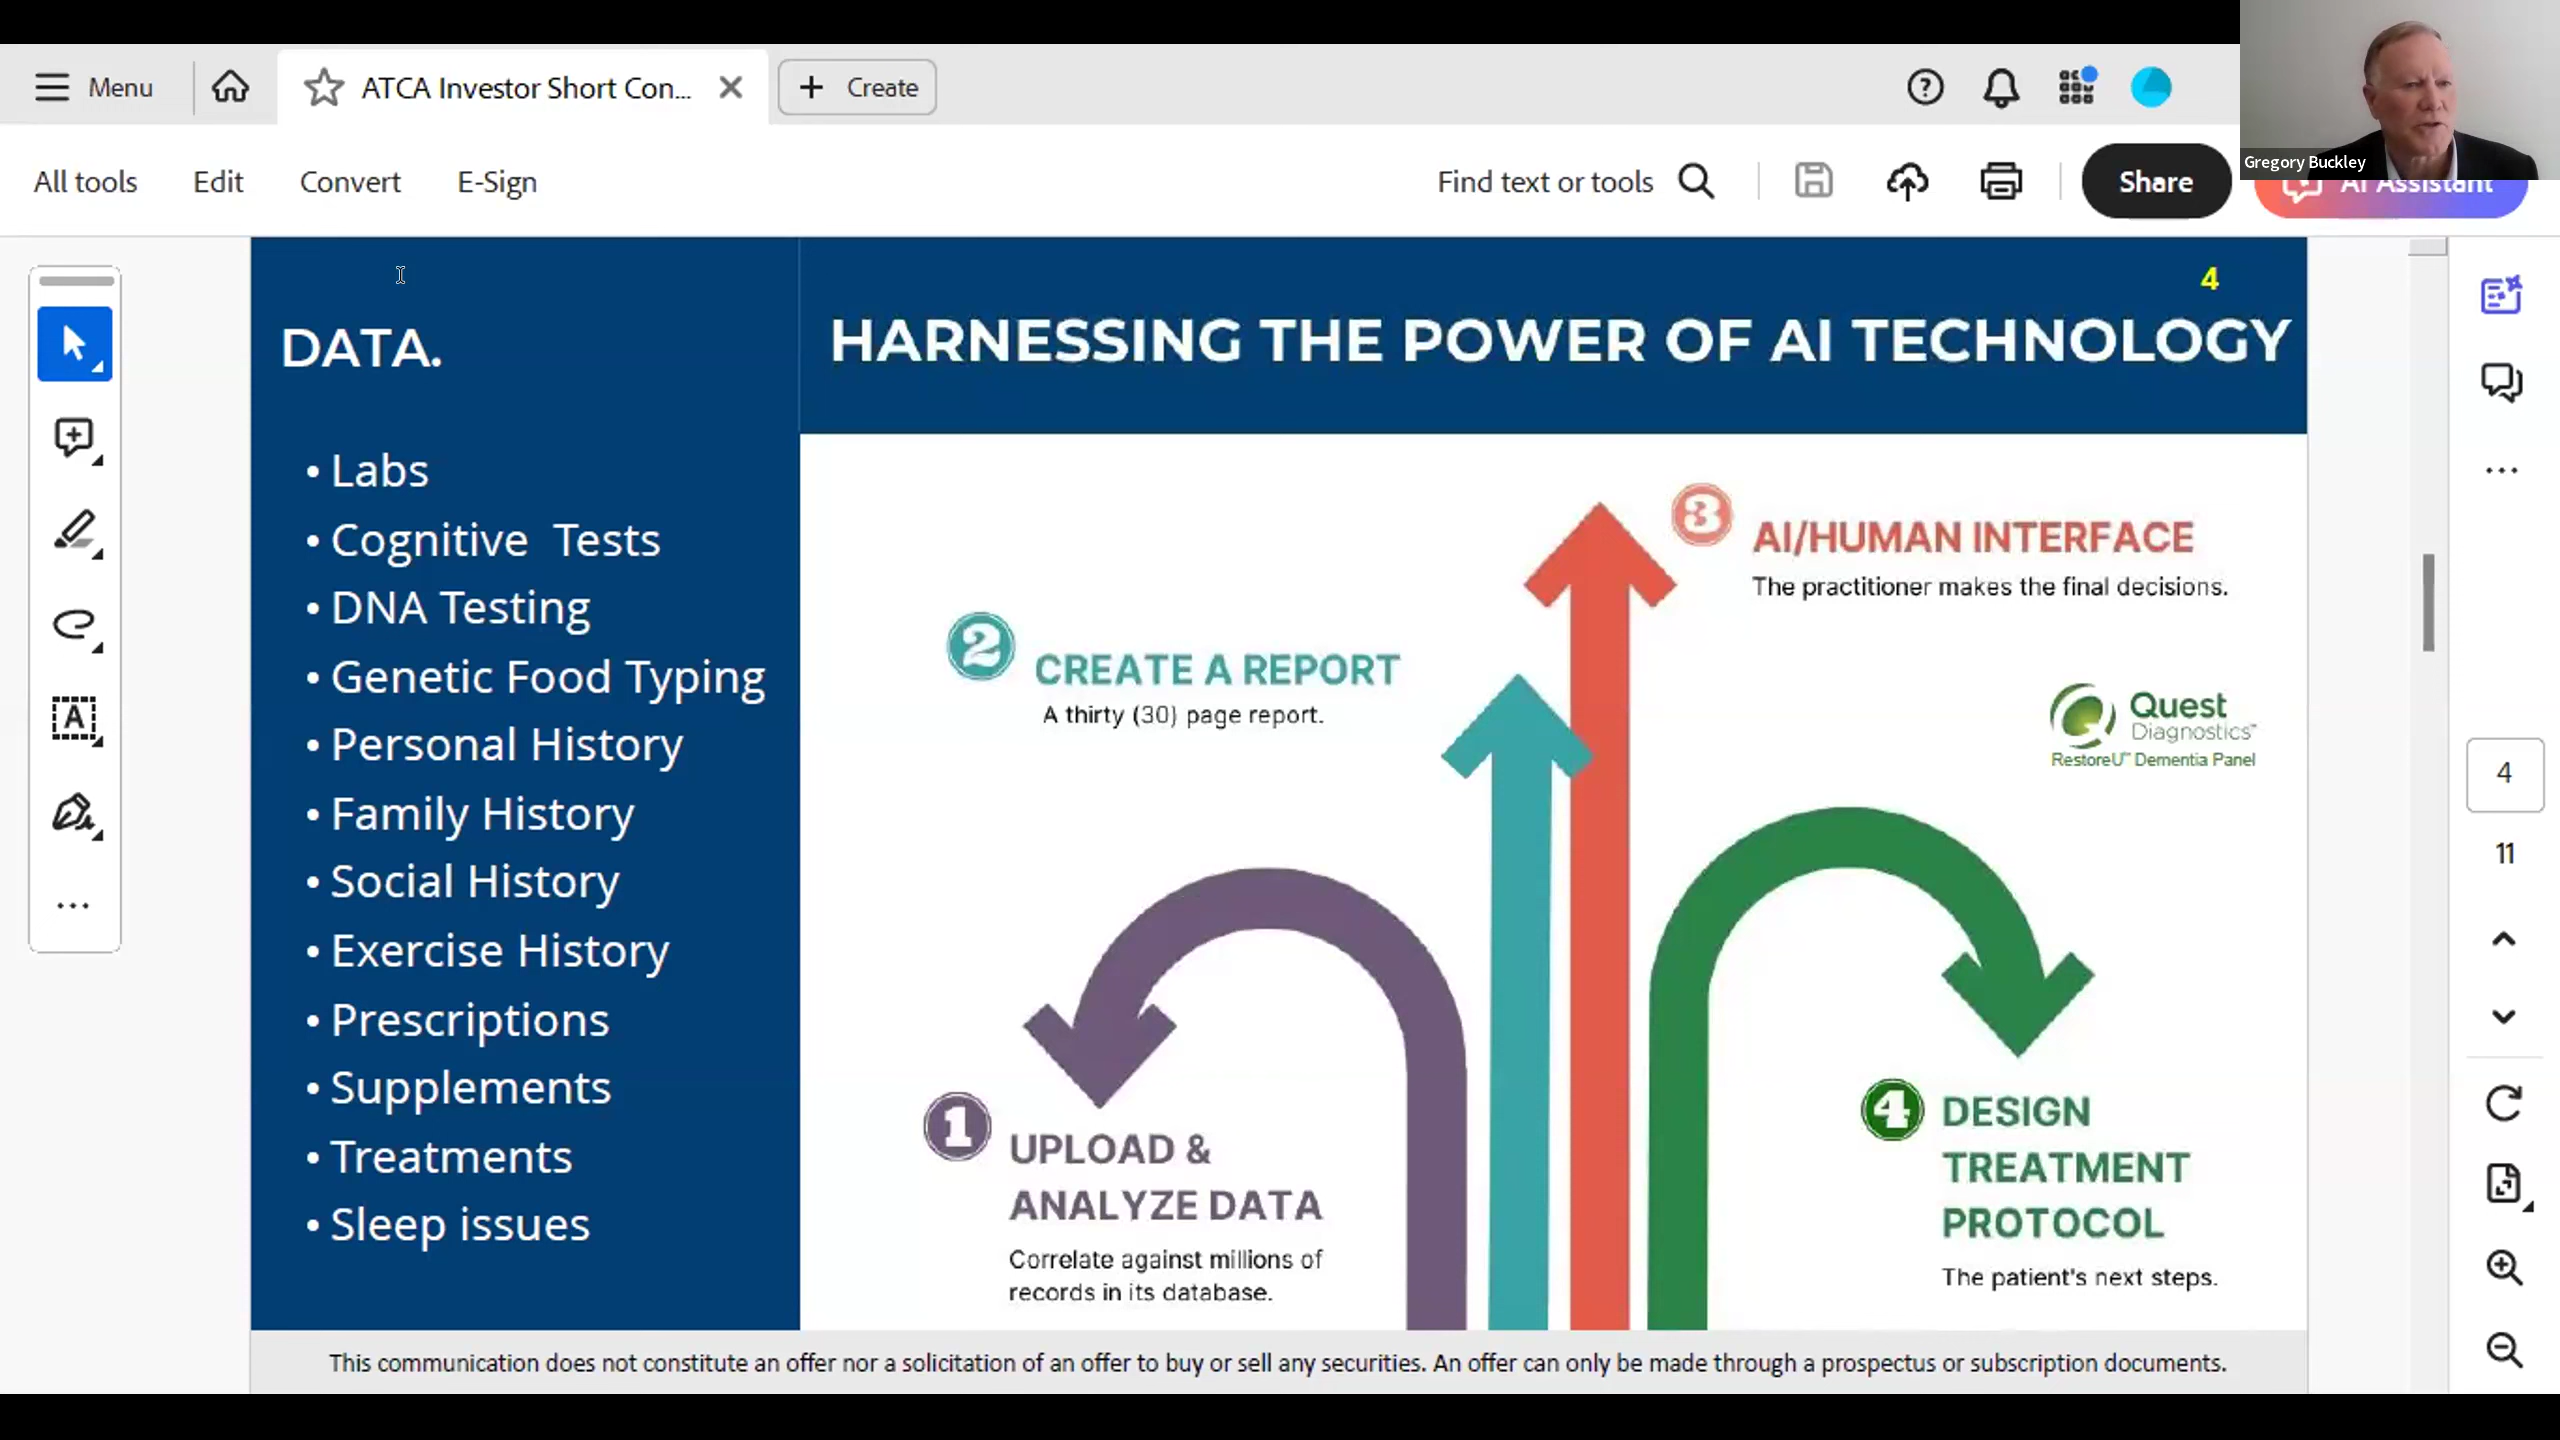 Menu
ATCA Investor Short Con...
Create
Gregory Buckley
All tools
Edit
Convert
E-Sign
Find text or tools
Share
AI Assistant
4
DATA.
HARNESSING THE POWER OF AI TECHNOLOGY
• Labs
• Cognitive Tests
• DNA Testing
• Genetic Food Typing
• Personal History
• Family History
• Social History
• Exercise History
• Prescriptions
• Supplements
• Treatments
• Sleep issues
3
AI/HUMAN INTERFACE
The practitioner makes the final decisions.
2
CREATE A REPORT
A thirty (30) page report.
Quest
Diagnostics™
RestoreU™ Dementia Panel
1
UPLOAD &
ANALYZE DATA
Correlate against millions of
records in its database.
4
DESIGN
TREATMENT
PROTOCOL
The patient's next steps.
This communication does not constitute an offer nor a solicitation of an offer to buy or sell any securities. An offer can only be made through a prospectus or subscription documents.
4
11